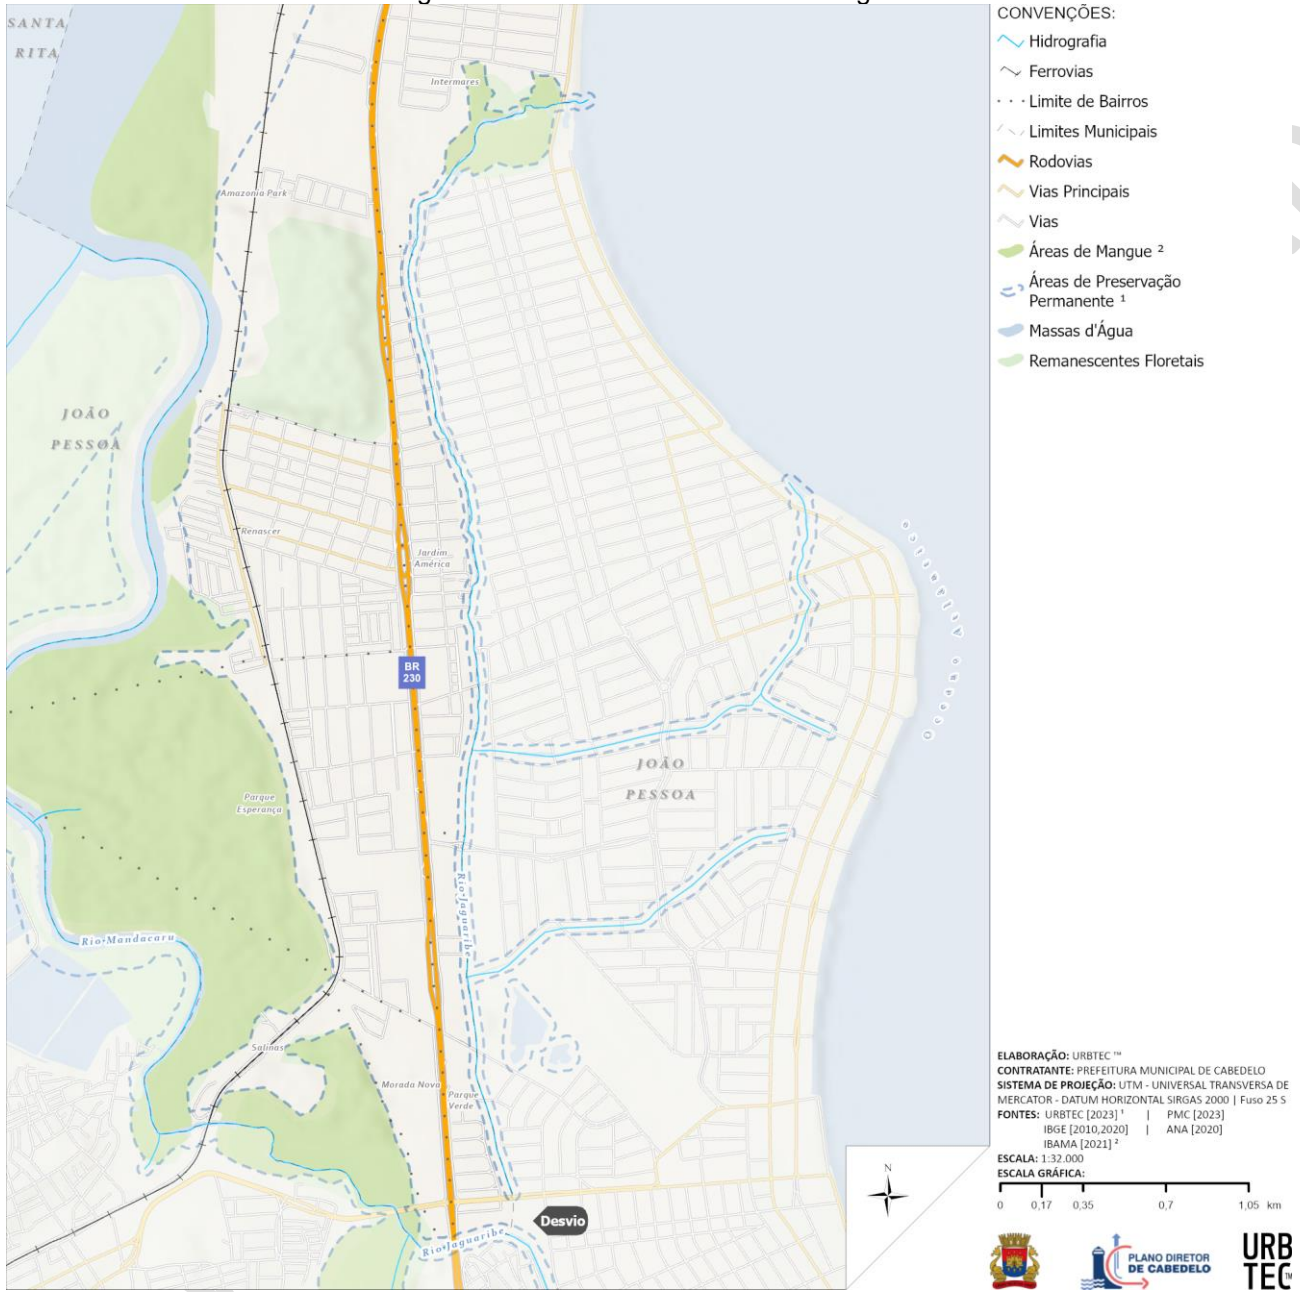 CONVENÇÕES:
Hidrografia
Ferrovias
Limite de Bairros
Limites Municipais
Rodovias
Vias Principais
Vias
Áreas de Mangue ²
Áreas de Preservação
Permanente ¹
Massas d'Água
Remanescentes Floretais
SANTA
RITA
Intermares
Amazonia Park
JOÃO
PESSOA
Renascer
Jardim
América
Oceano Atlântico
BR
230
JOÃO
PESSOA
Parque
Esperança
Rio Jaguaribe
Rio Mandacaru
Salinas
Morada Nova
Parque
Verde
Desvio
Rio Jaguaribe
N
ELABORAÇÃO: URBTEC ™
CONTRATANTE: PREFEITURA MUNICIPAL DE CABEDELO
SISTEMA DE PROJEÇÃO: UTM - UNIVERSAL TRANSVERSA DE
MERCATOR - DATUM HORIZONTAL SIRGAS 2000 | Fuso 25 S
FONTES: URBTEC [2023] ¹ | PMC [2023]
IBGE [2010,2020] | ANA [2020]
IBAMA [2021] ²
ESCALA: 1:32.000
ESCALA GRÁFICA:
0 0,17 0,35 0,7 1,05 km
PLANO DIRETOR
DE CABEDELO
URB
TEC™